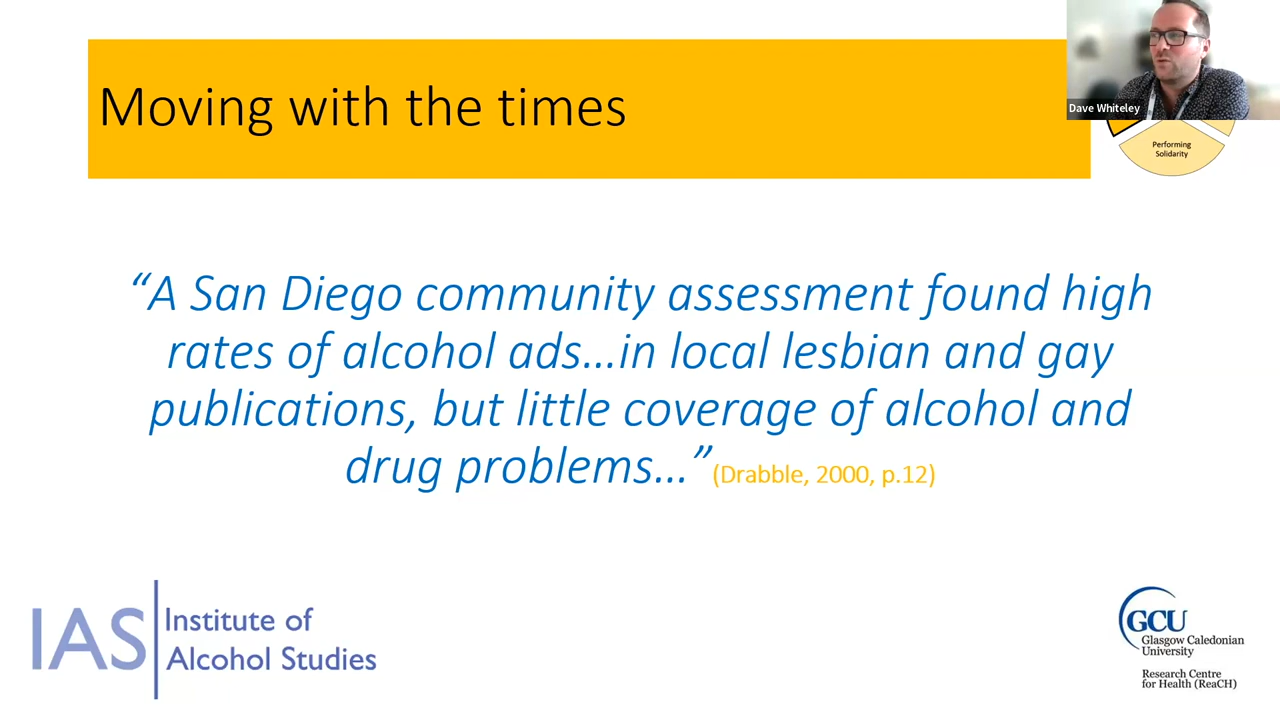 Moving with the times
Dave Whiteley
Performing
Solidarity
“A San Diego community assessment found high
rates of alcohol ads…in local lesbian and gay
publications, but little coverage of alcohol and
drug problems…” (Drabble, 2000, p.12)
IAS
Institute of
Alcohol Studies
GCU
Glasgow Caledonian
University
Research Centre
for Health (ReaCH)